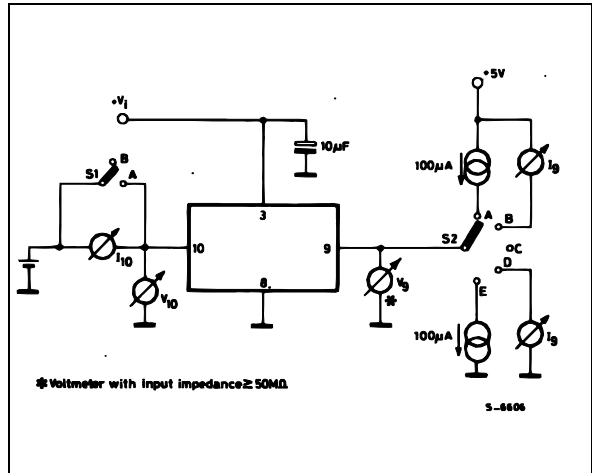 +5V
+Vi
10µF
B
S1
A
100µA
I9
A
B
S2
C
D
E
3
10
9
8.
I10
V10
V9
*
100µA
I9
* Voltmeter with input impedance ≥ 50MΩ
S-6606